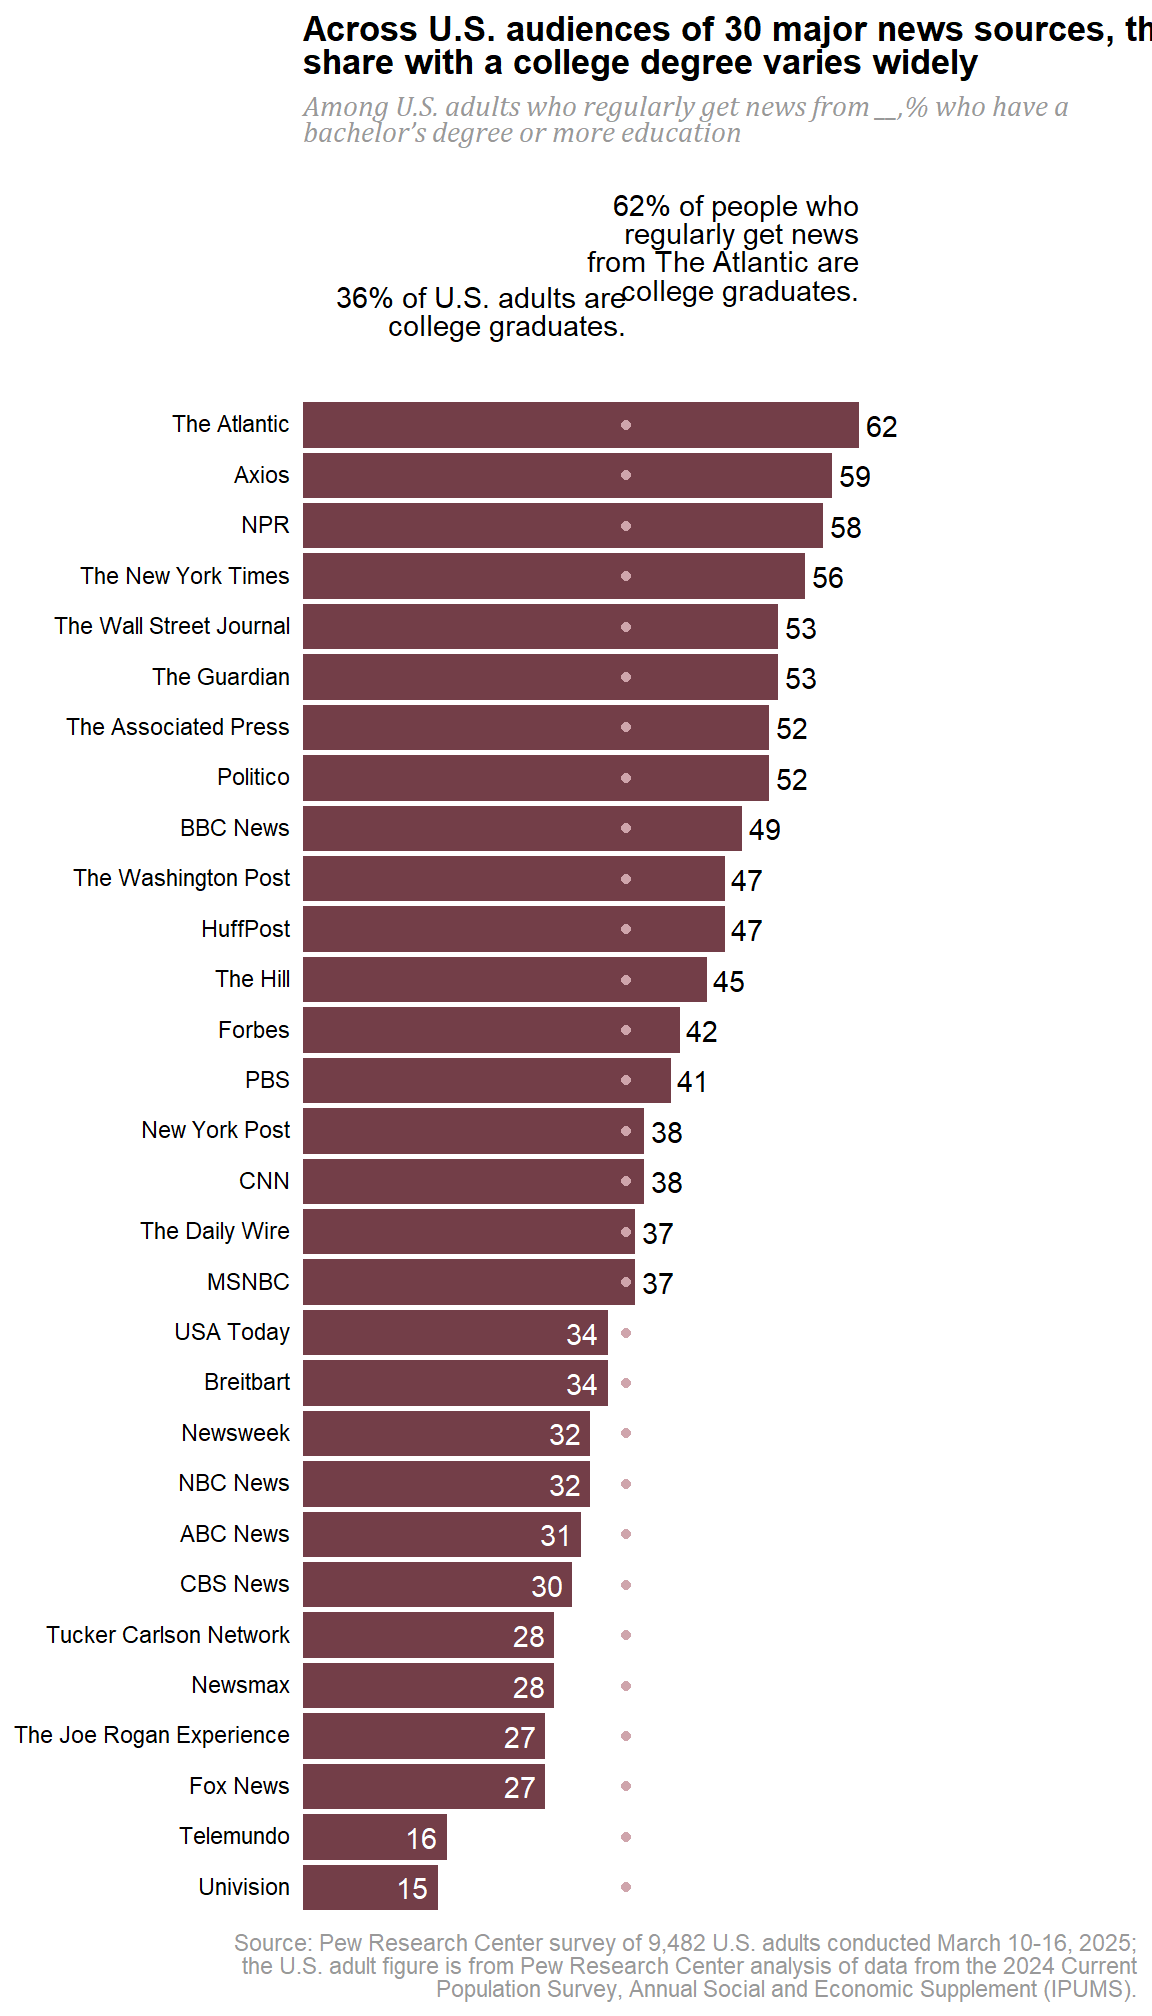 Across U.S. audiences of 30 major news sources, th
share with a college degree varies widely
Among U.S. adults who regularly get news from __,% who have a
bachelor’s degree or more education
62% of people who
regularly get news
from The Atlantic are
college graduates.
36% of U.S. adults are
college graduates.
The Atlantic 62
Axios 59
NPR 58
The New York Times 56
The Wall Street Journal 53
The Guardian 53
The Associated Press 52
Politico 52
BBC News 49
The Washington Post 47
HuffPost 47
The Hill 45
Forbes 42
PBS 41
New York Post 38
CNN 38
The Daily Wire 37
MSNBC 37
USA Today 34
Breitbart 34
Newsweek 32
NBC News 32
ABC News 31
CBS News 30
Tucker Carlson Network 28
Newsmax 28
The Joe Rogan Experience 27
Fox News 27
Telemundo 16
Univision 15
Source: Pew Research Center survey of 9,482 U.S. adults conducted March 10-16, 2025;
the U.S. adult figure is from Pew Research Center analysis of data from the 2024 Current
Population Survey, Annual Social and Economic Supplement (IPUMS).